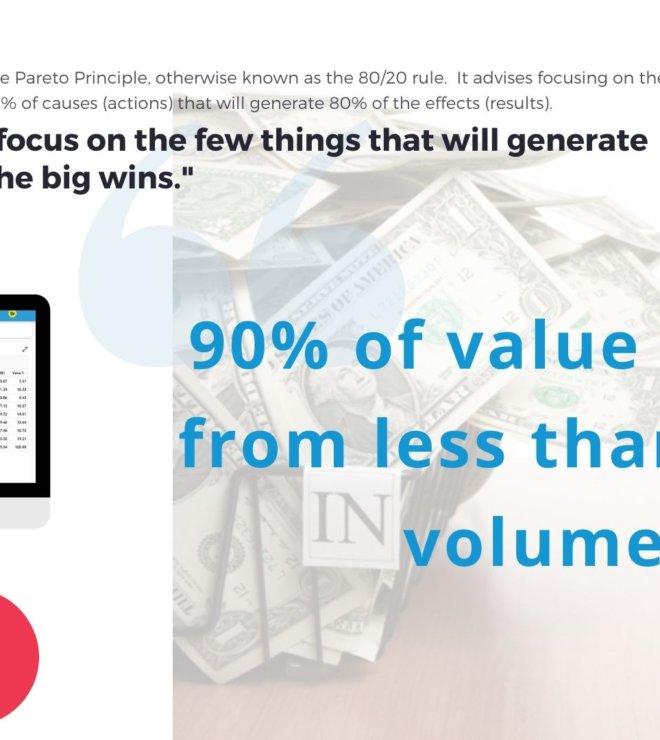 e Pareto Principle, otherwise known as the 80/20 rule. It advises focusing on the
% of causes (actions) that will generate 80% of the effects (results).
focus on the few things that will generate
he big wins."
90% of value
from less than
volume
IN